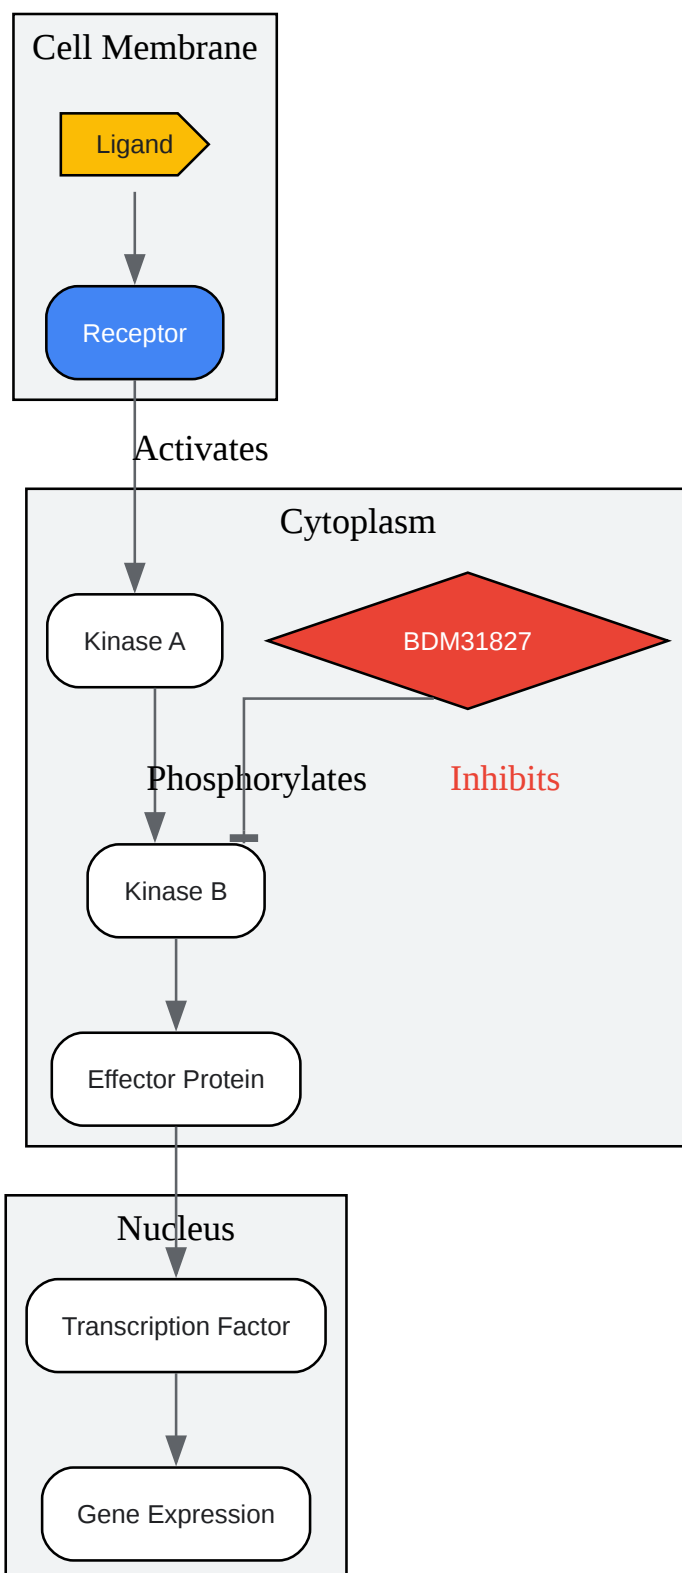 Cell Membrane
Ligand
Receptor
Activates
Cytoplasm
Kinase A
BDM31827
Phosphorylates
Inhibits
Kinase B
Effector Protein
Nucleus
Transcription Factor
Gene Expression